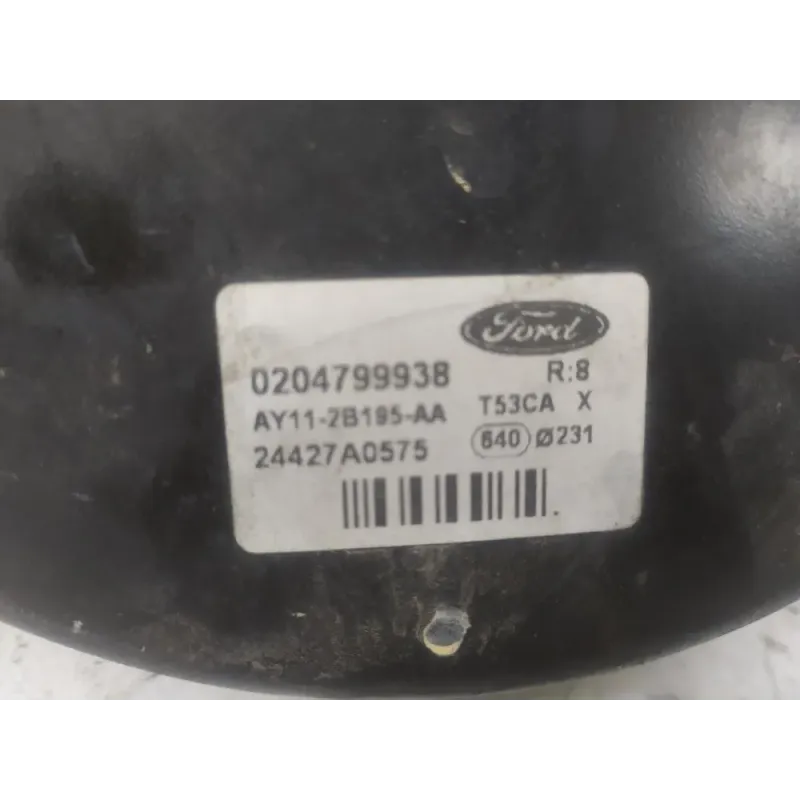 Ford
0204799938 R:8
AY11-2B195-AA T53CA X
24427A0575 640 Ø231